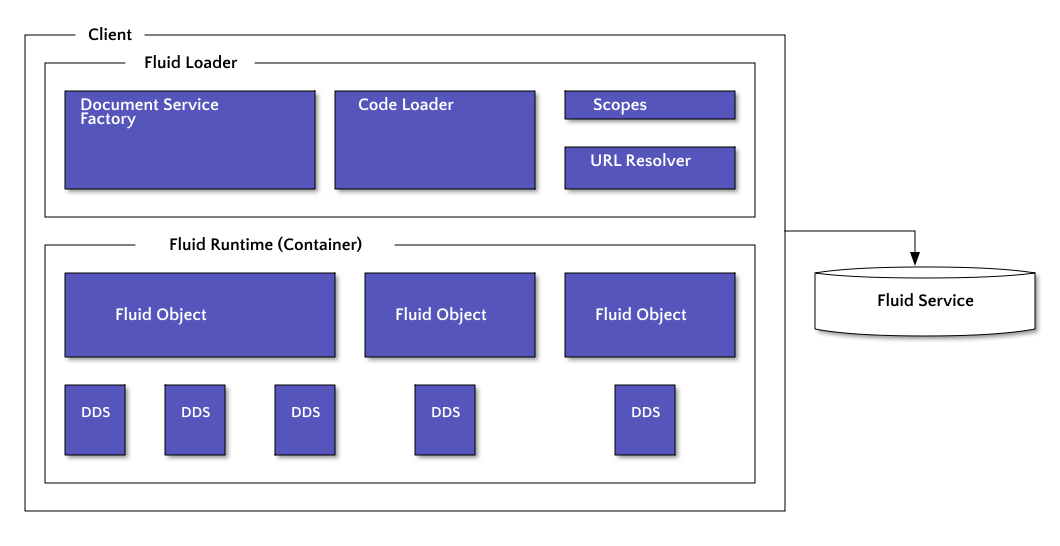 Client
Fluid Loader
Document Service
Factory
Code Loader
Scopes
URL Resolver
Fluid Runtime (Container)
Fluid Object
Fluid Object
Fluid Object
Fluid Service
DDS
DDS
DDS
DDS
DDS